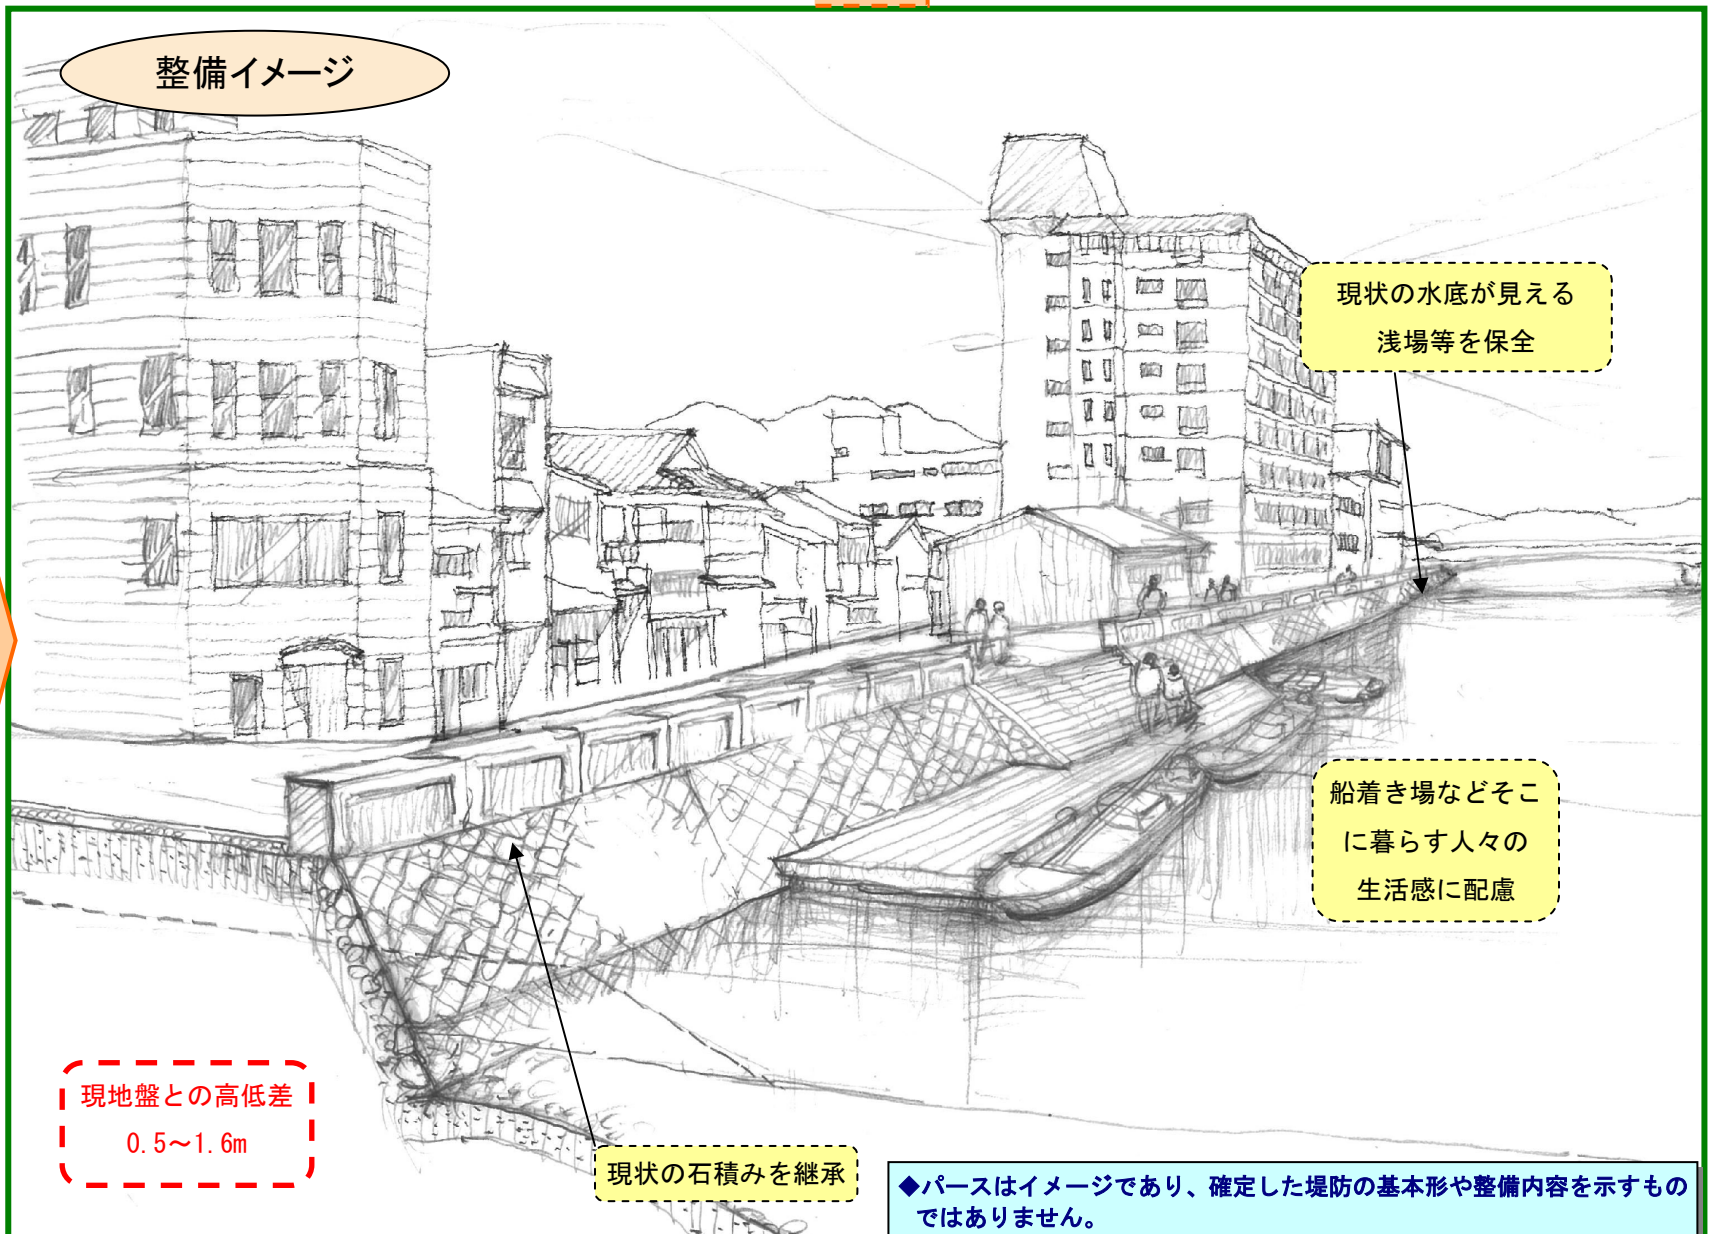 整備イメージ
現状の水底が見える
浅場等を保全
船着き場などそこ
に暮らす人々の
生活感に配慮
現地盤との高低差
0.5～1.6m
現状の石積みを継承
◆パースはイメージであり、確定した堤防の基本形や整備内容を示すもの
ではありません。